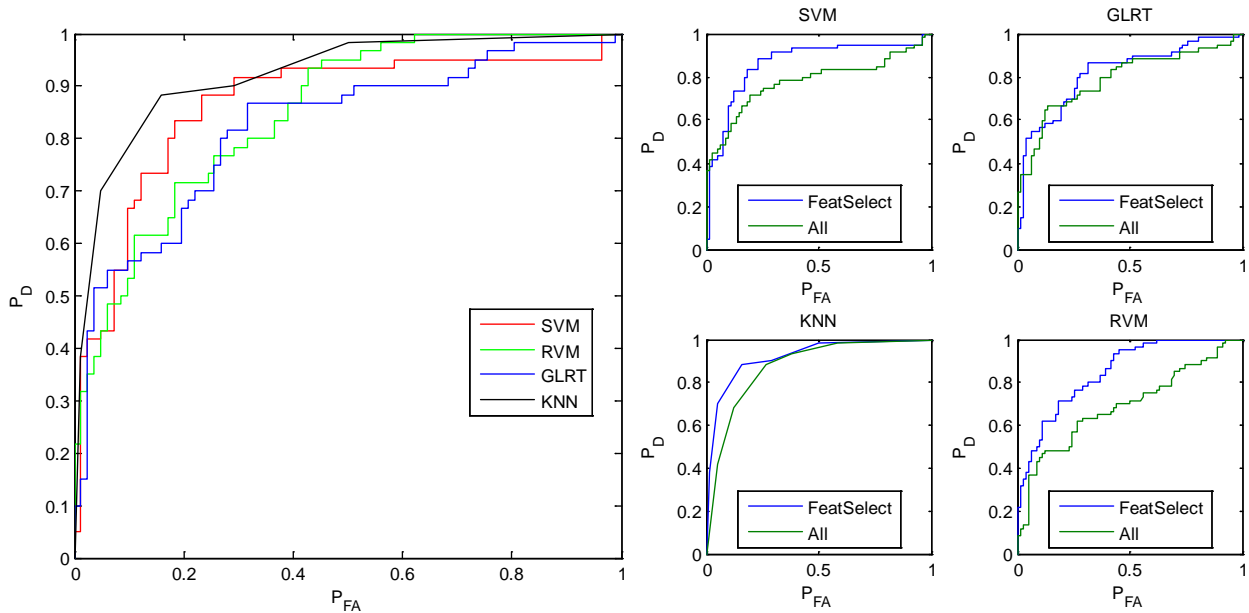 1
0.9
0.8
0.7
0.6
0.5
0.4
0.3
0.2
0.1
0
0 0.2 0.4 0.6 0.8 1
P_D
P_FA
SVM
RVM
GLRT
KNN
SVM
1
0.8
0.6
0.4
0.2
0
0 0.5 1
P_D
P_FA
FeatSelect
All
GLRT
1
0.8
0.6
0.4
0.2
0
0 0.5 1
P_D
P_FA
FeatSelect
All
KNN
1
0.8
0.6
0.4
0.2
0
0 0.5 1
P_D
P_FA
FeatSelect
All
RVM
1
0.8
0.6
0.4
0.2
0
0 0.5 1
P_D
P_FA
FeatSelect
All